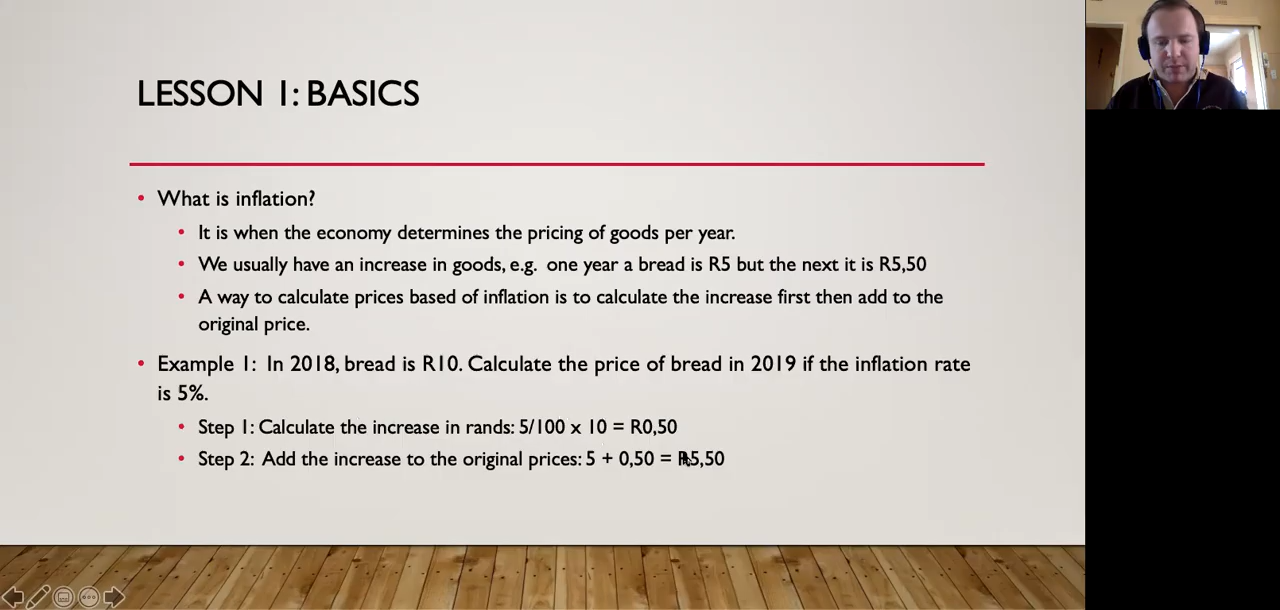 LESSON 1: BASICS
What is inflation?
It is when the economy determines the pricing of goods per year.
We usually have an increase in goods, e.g. one year a bread is R5 but the next it is R5,50
A way to calculate prices based of inflation is to calculate the increase first then add to the
original price.
Example 1: In 2018, bread is R10. Calculate the price of bread in 2019 if the inflation rate
is 5%.
Step 1: Calculate the increase in rands: 5/100 x 10 = R0,50
Step 2: Add the increase to the original prices: 5 + 0,50 = R5,50